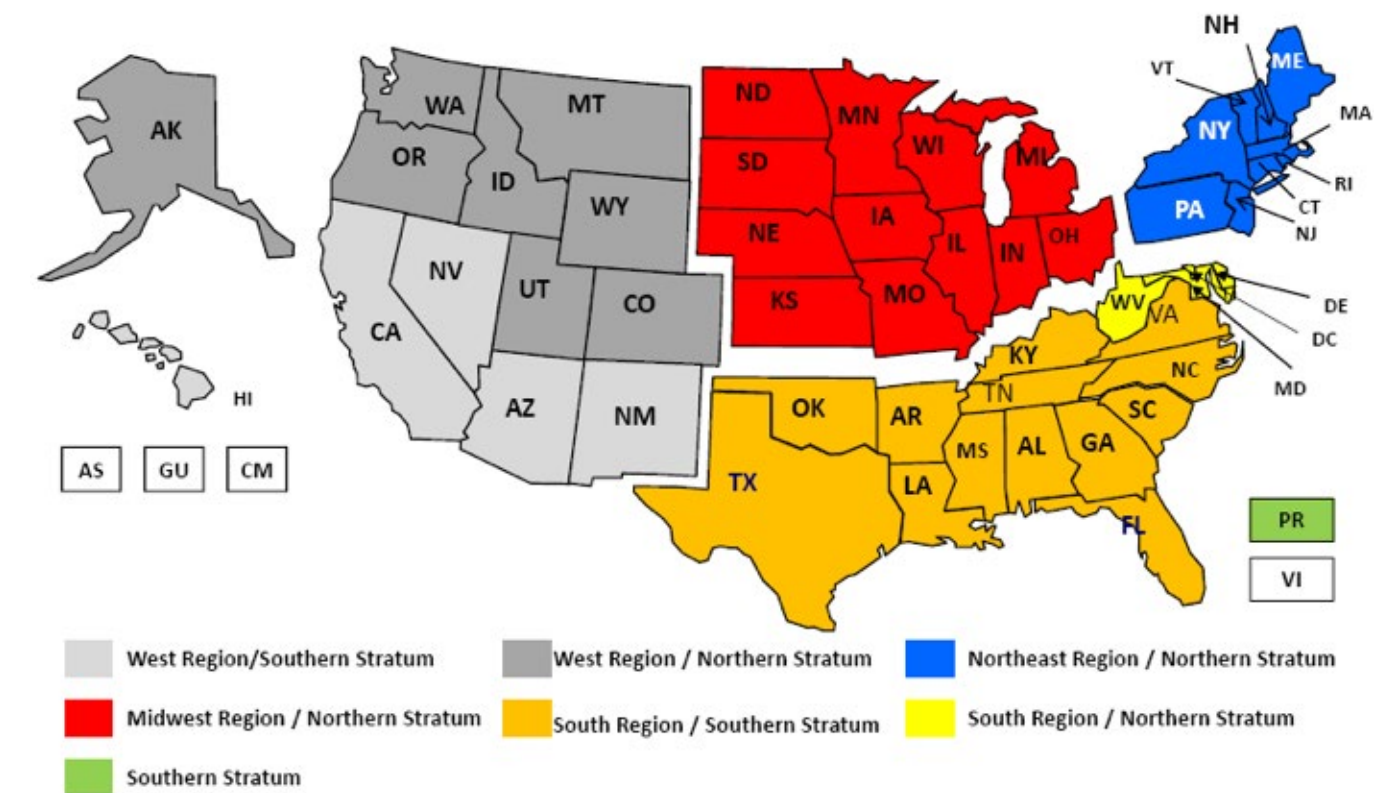 NH
ME
VT
AK
WA
MT
ND
MN
NY
MA
OR
ID
SD
WI
MI
WY
IA
PA
RI
CT
NJ
NE
IL
IN
OH
NV
UT
CO
KS
MO
WV
VA
DE
DC
MD
CA
HI
AZ
NM
OK
AR
KY
TN
NC
SC
MS
AL
GA
LA
TX
FL
AS
GU
CM
PR
VI
West Region/Southern Stratum
West Region / Northern Stratum
Northeast Region / Northern Stratum
Midwest Region / Northern Stratum
South Region / Southern Stratum
South Region / Northern Stratum
Southern Stratum